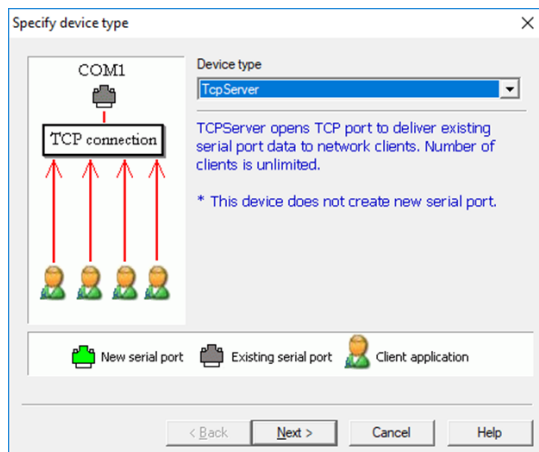 Specify device type
COM1
TCP connection
Device type
TcpServer
TCPServer opens TCP port to deliver existing
serial port data to network clients. Number of
clients is unlimited.
* This device does not create new serial port.
New serial port
Existing serial port
Client application
< Back
Next >
Cancel
Help